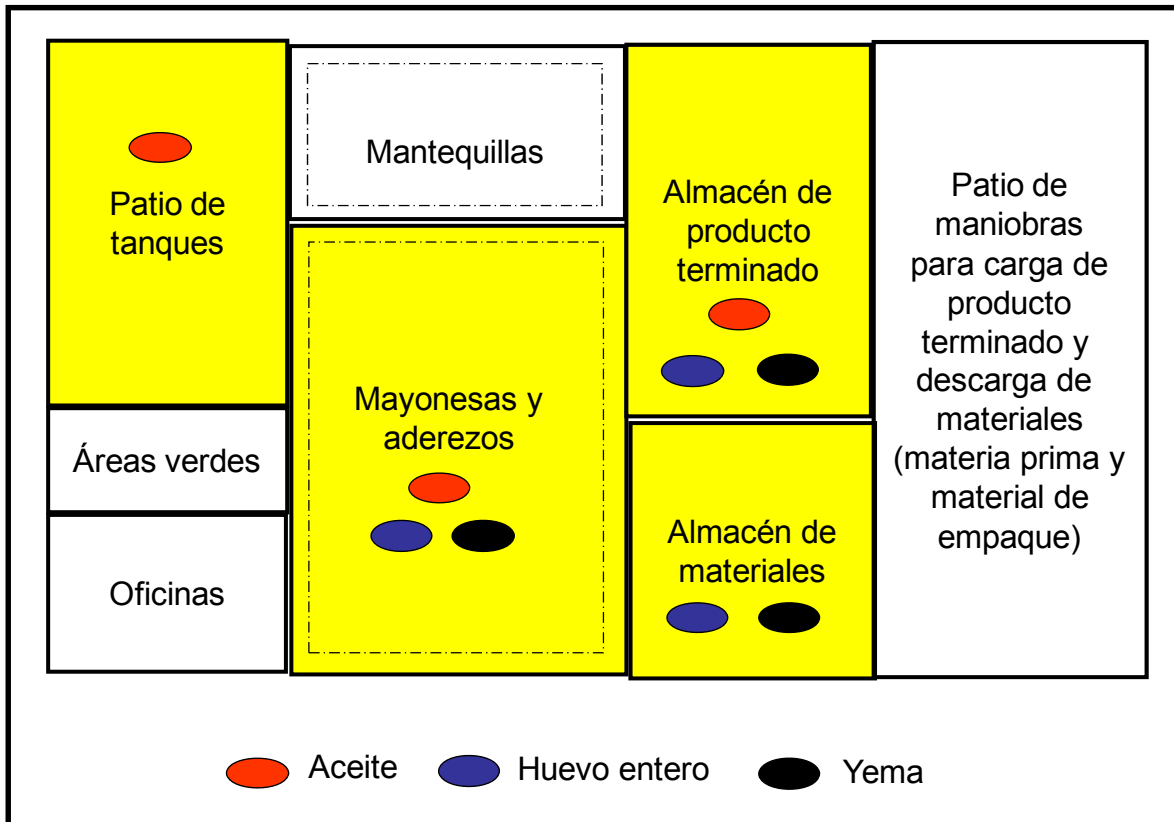 Patio de
tanques
Mantequillas
Almacén de
producto
terminado
Patio de
maniobras
para carga de
producto
terminado y
descarga de
materiales
(materia prima y
material de
empaque)
Mayonesas y
aderezos
Áreas verdes
Almacén de
materiales
Oficinas
Aceite
Huevo entero
Yema